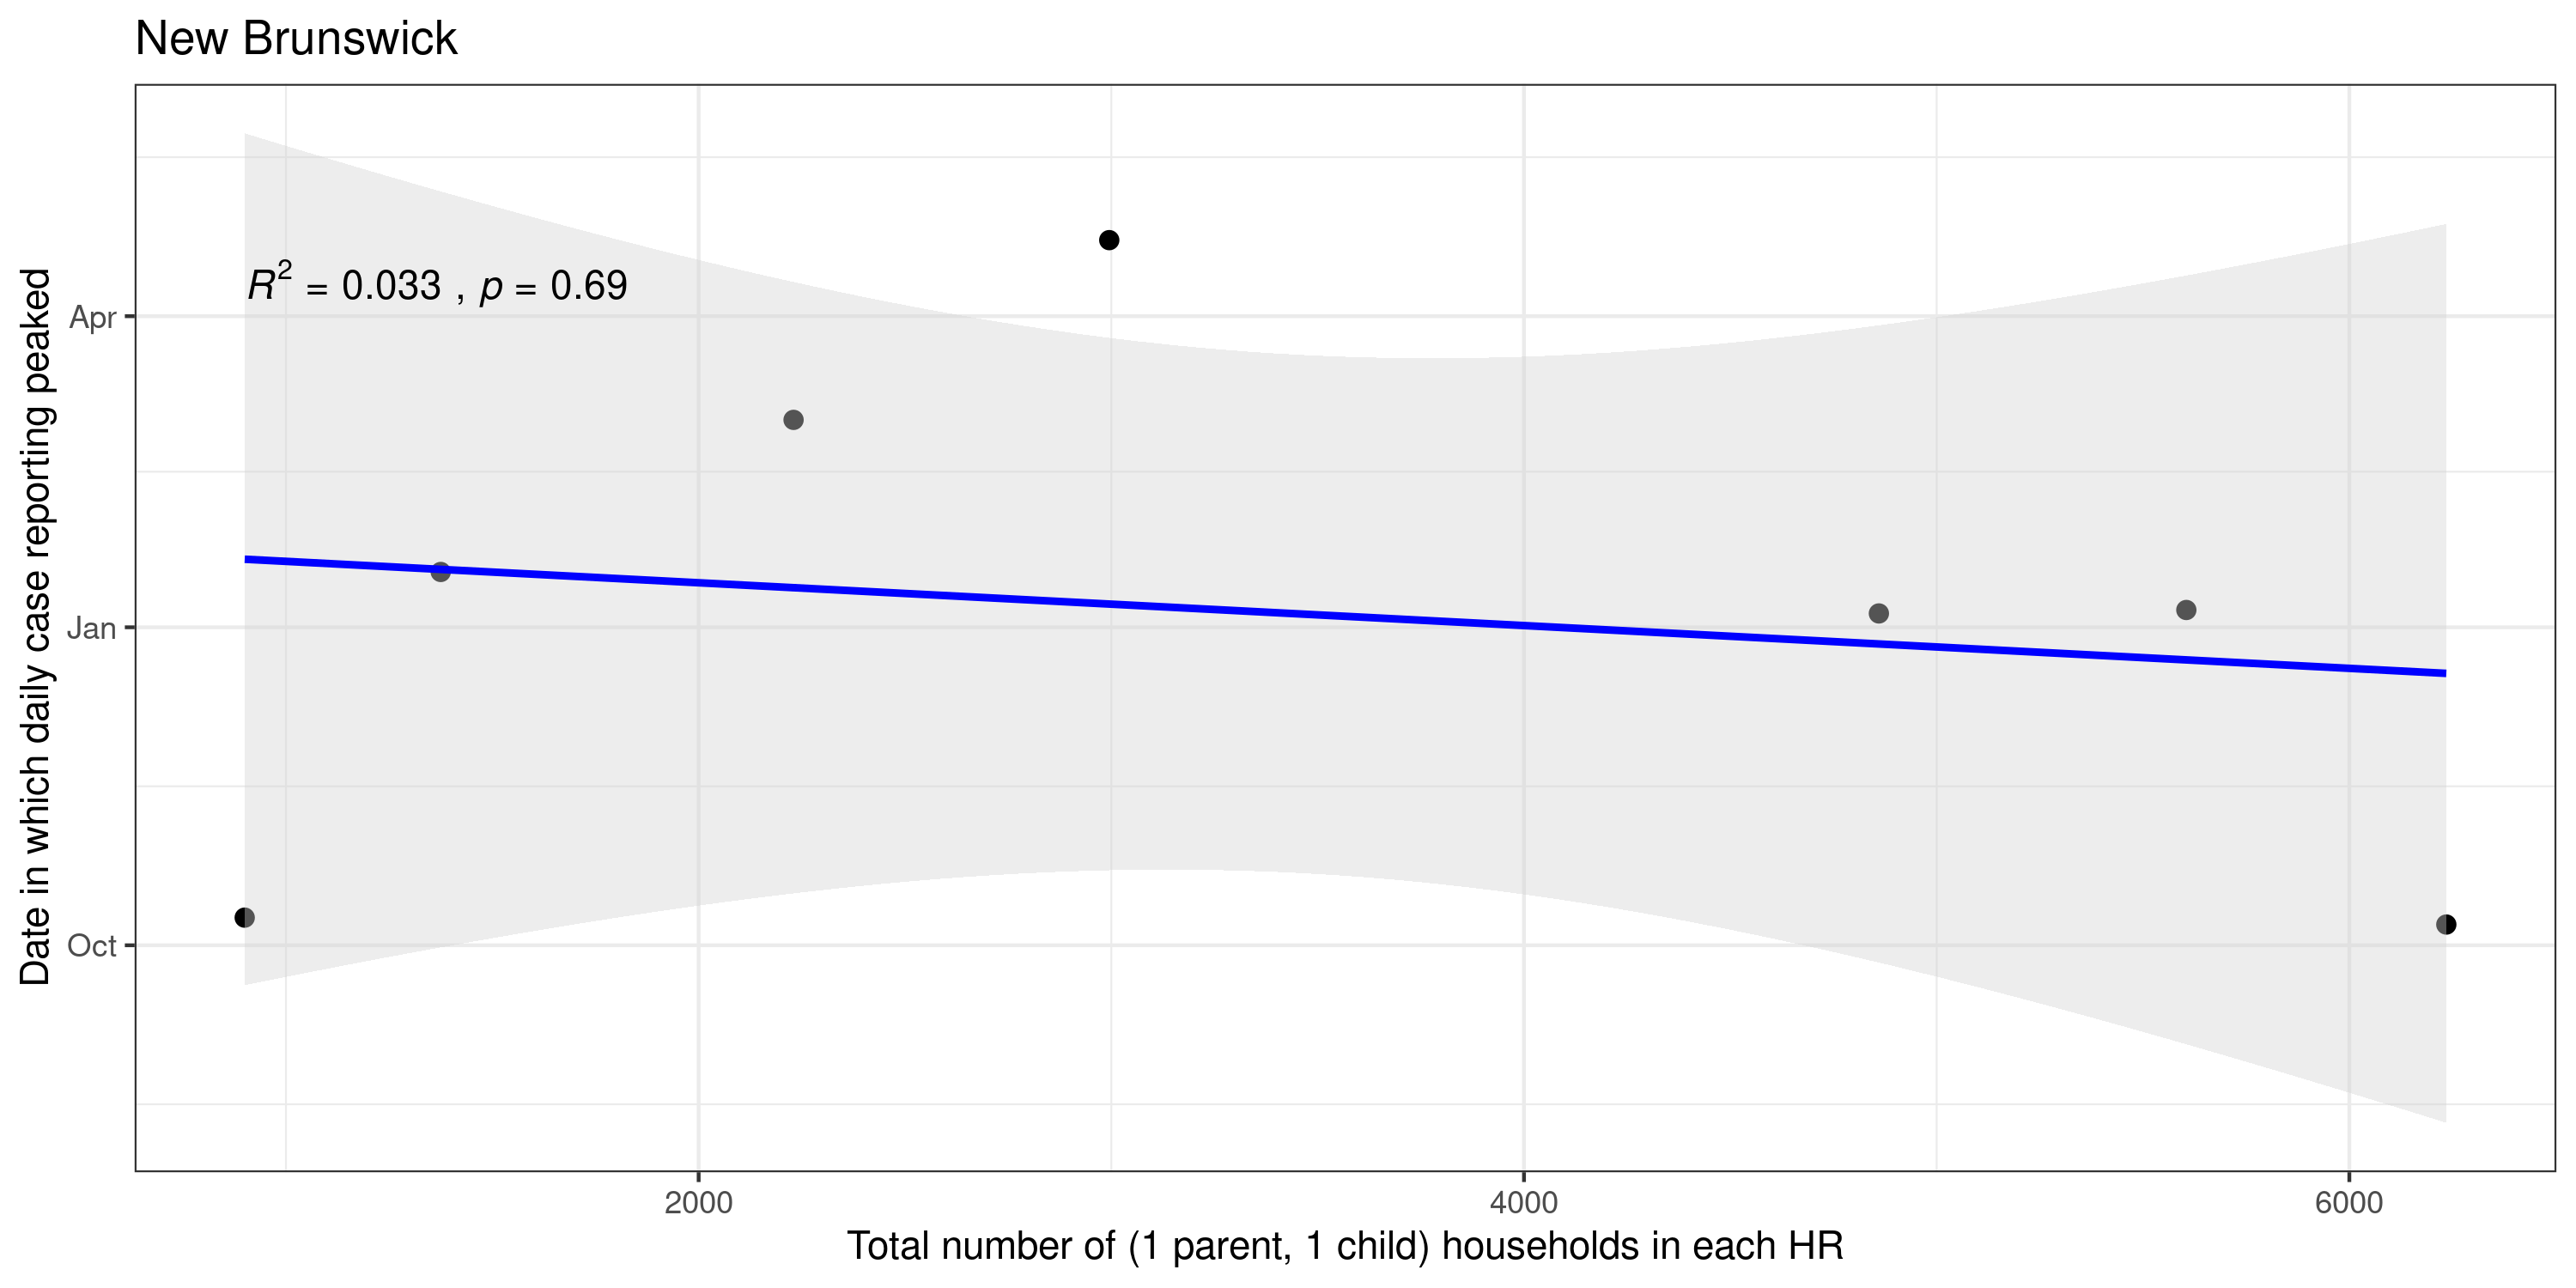 New Brunswick
R² = 0.033 , p = 0.69
Date in which daily case reporting peaked
Apr
Jan
Oct
2000 4000 6000
Total number of (1 parent, 1 child) households in each HR